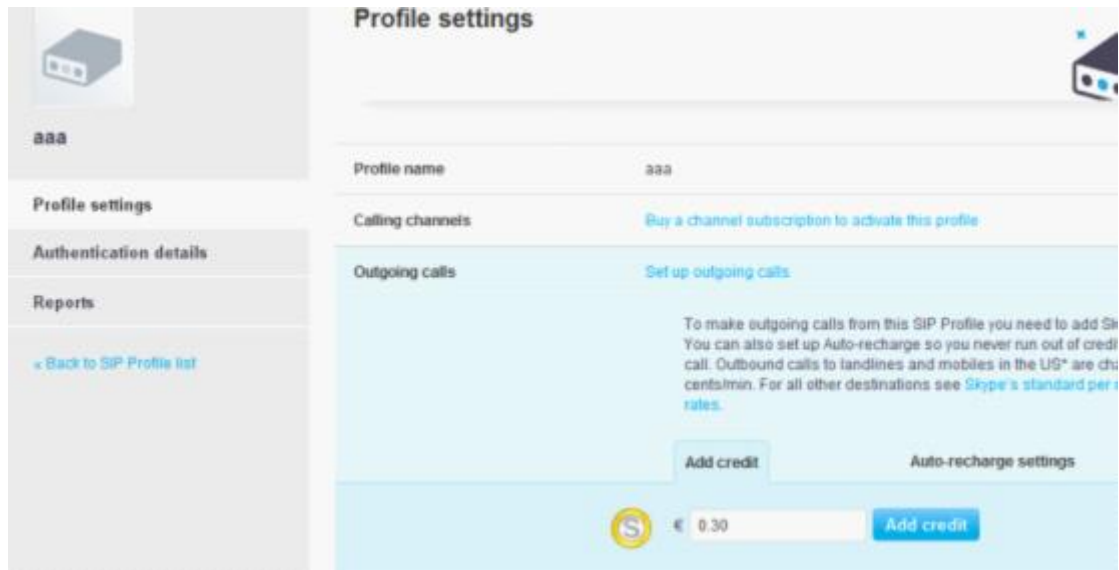 Profile settings
aaa
Profile settings
Authentication details
Reports
« Back to SIP Profile list
Profile name aaa
Calling channels Buy a channel subscription to activate this profile
Outgoing calls Set up outgoing calls
To make outgoing calls from this SIP Profile you need to add
You can also set up Auto-recharge so you never run out of credit
call. Outbound calls to landlines and mobiles in the US* are
cents/min. For all other destinations see Skype's standard per
rates.
Add credit Auto-recharge settings
S € 0.30 Add credit